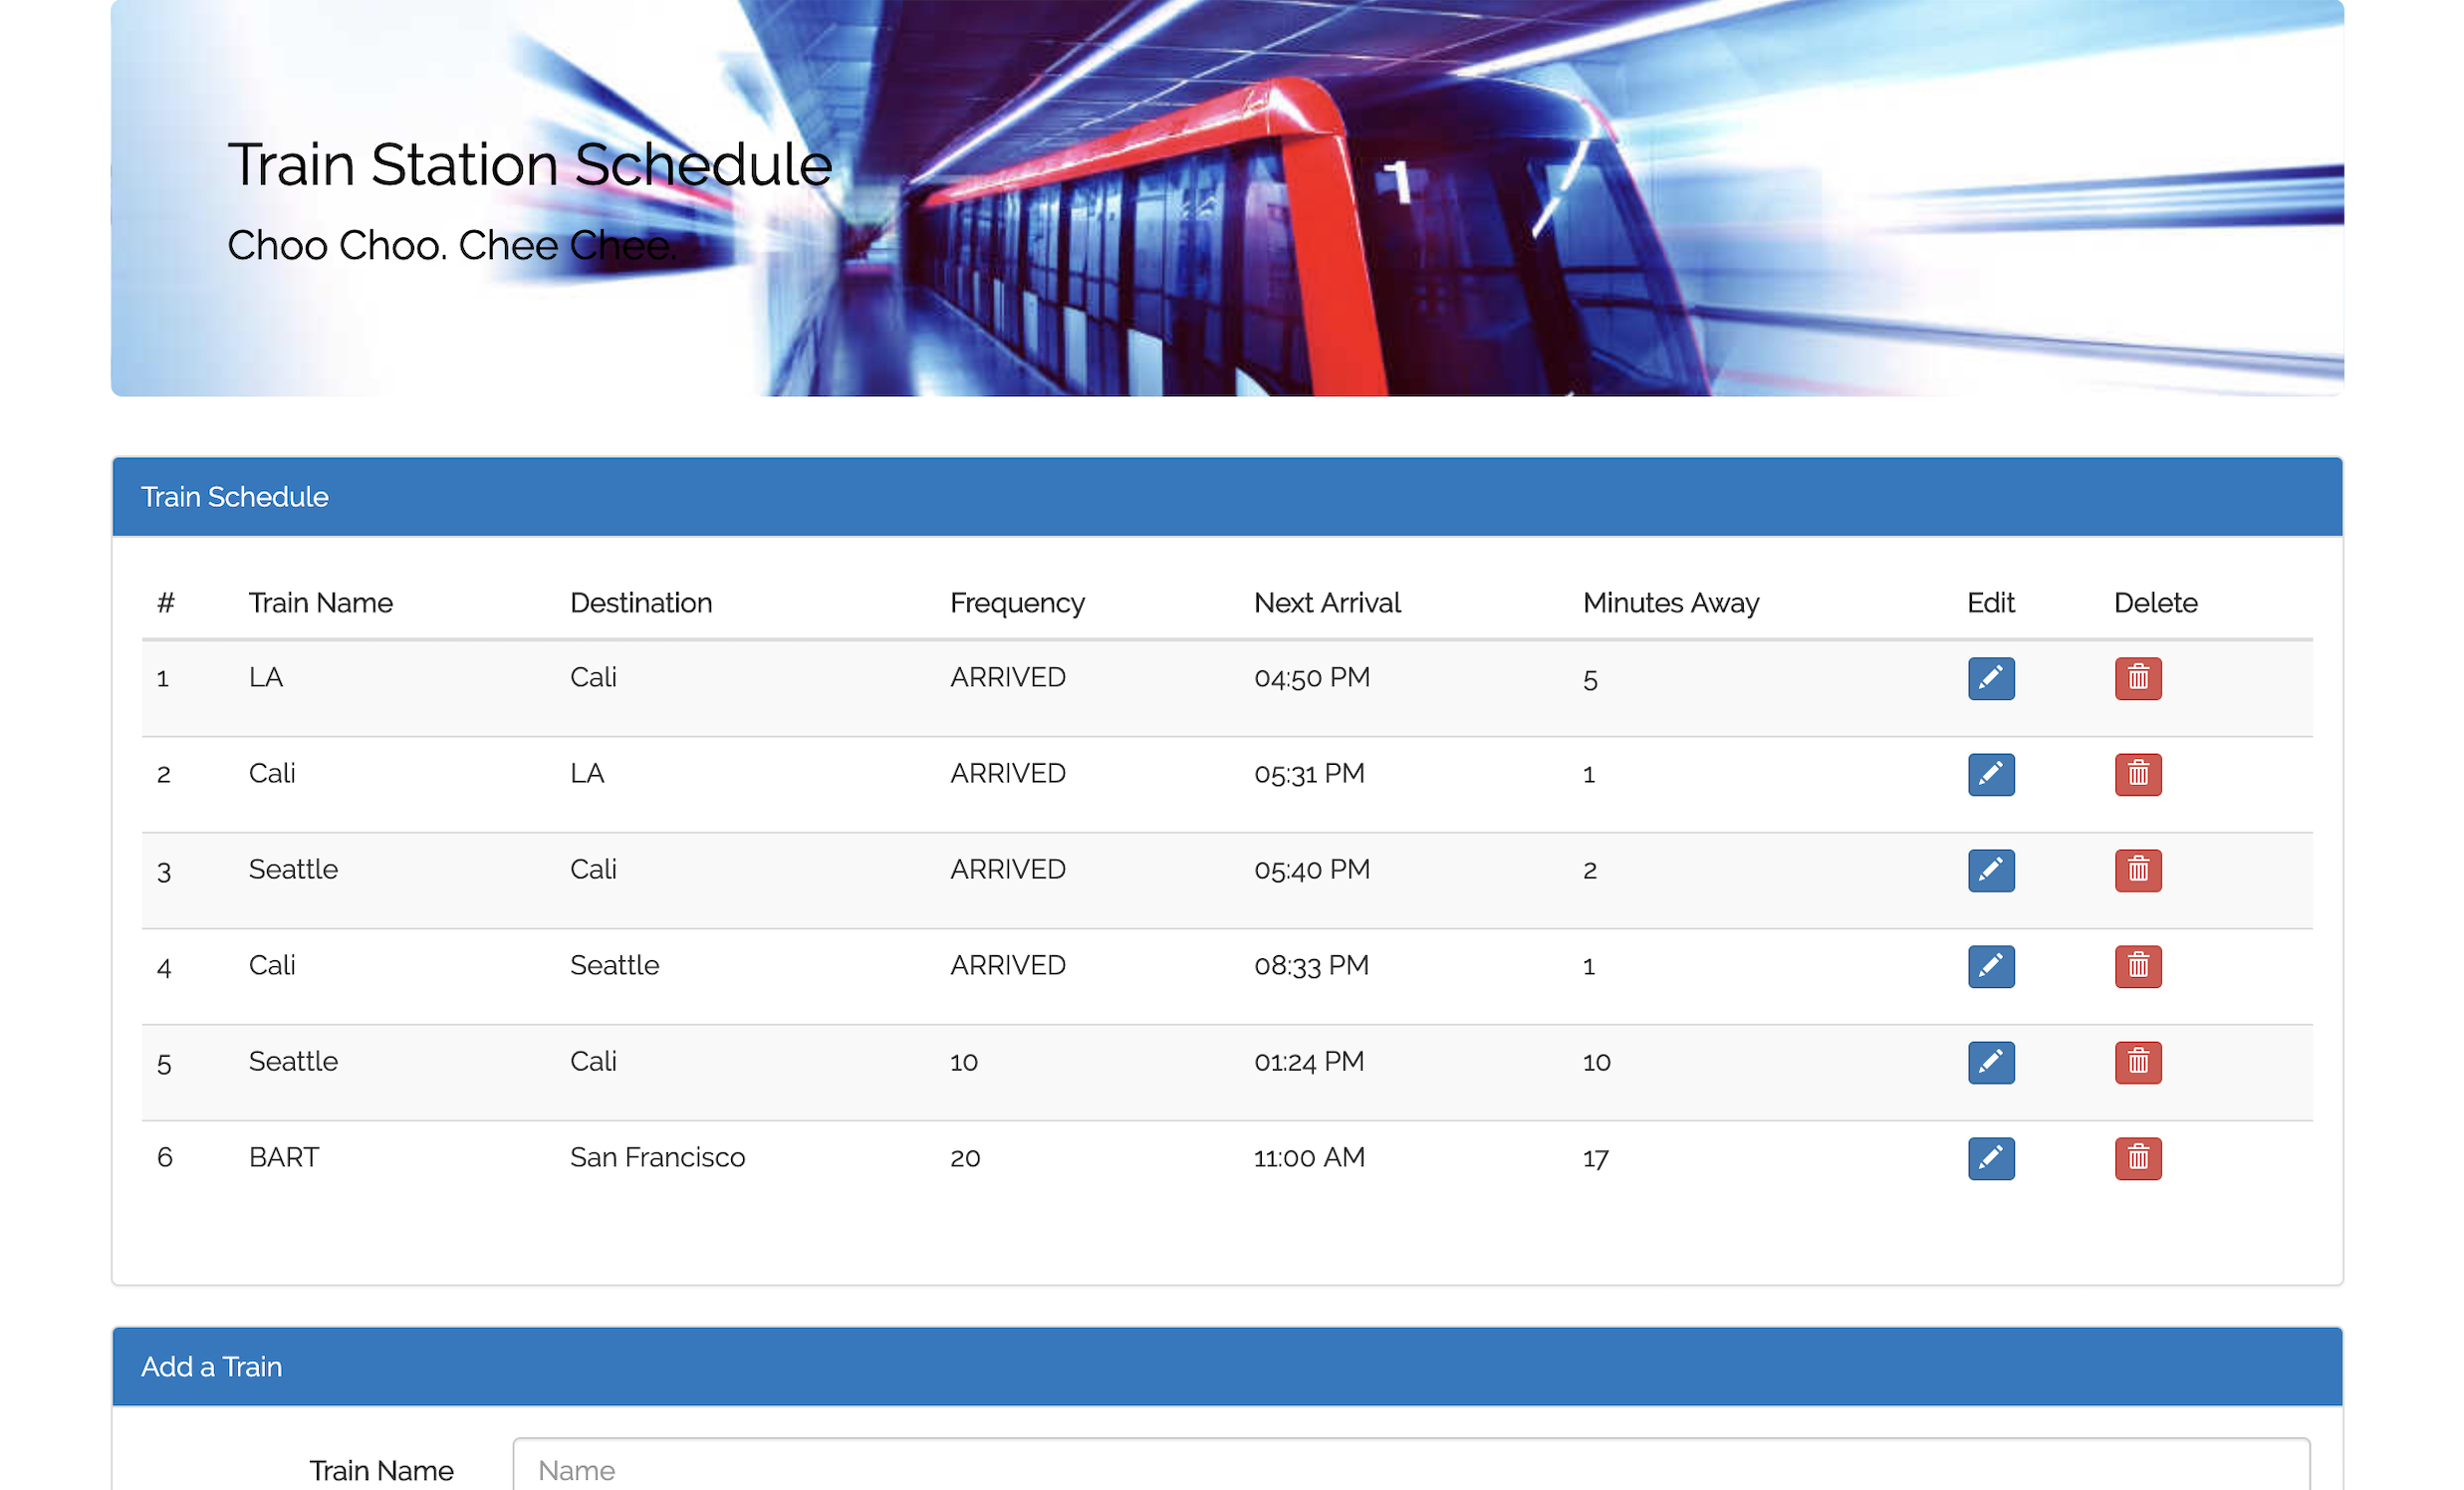 Train Station Schedule
1
Choo Choo. Chee Chee.
Train Schedule
# Train Name Destination Frequency Next Arrival Minutes Away Edit Delete
1 LA Cali ARRIVED 04:50 PM 5
2 Cali LA ARRIVED 05:31 PM 1
3 Seattle Cali ARRIVED 05:40 PM 2
4 Cali Seattle ARRIVED 08:33 PM 1
5 Seattle Cali 10 01:24 PM 10
6 BART San Francisco 20 11:00 AM 17
Add a Train
Train Name Name